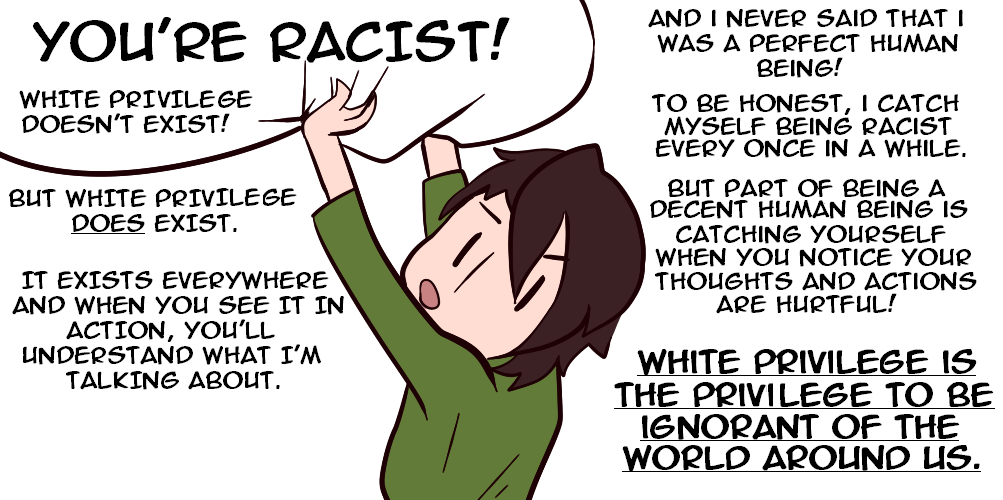 YOU'RE RACIST!
WHITE PRIVILEGE
DOESN'T EXIST!
BUT WHITE PRIVILEGE
DOES EXIST.
IT EXISTS EVERYWHERE
AND WHEN YOU SEE IT IN
ACTION, YOU'LL
UNDERSTAND WHAT I'M
TALKING ABOUT.
AND I NEVER SAID THAT I
WAS A PERFECT HUMAN
BEING!
TO BE HONEST, I CATCH
MYSELF BEING RACIST
EVERY ONCE IN A WHILE.
BUT PART OF BEING A
DECENT HUMAN BEING IS
CATCHING YOURSELF
WHEN YOU NOTICE YOUR
THOUGHTS AND ACTIONS
ARE HURTFUL!
WHITE PRIVILEGE IS
THE PRIVILEGE TO BE
IGNORANT OF THE
WORLD AROUND US.